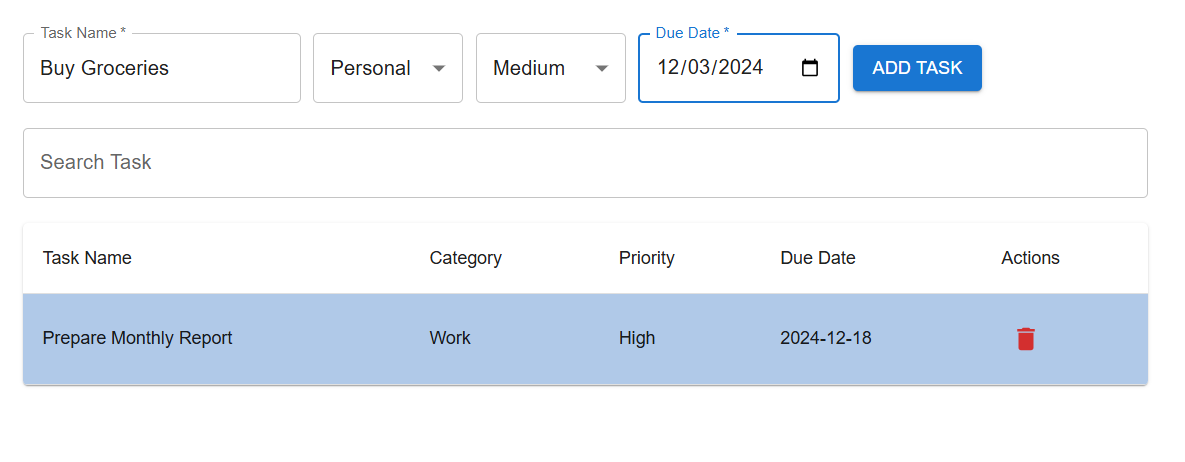 Task Name *
Due Date *
Buy Groceries Personal Medium 12/03/2024 ADD TASK
Search Task
Task Name Category Priority Due Date Actions
Prepare Monthly Report Work High 2024-12-18